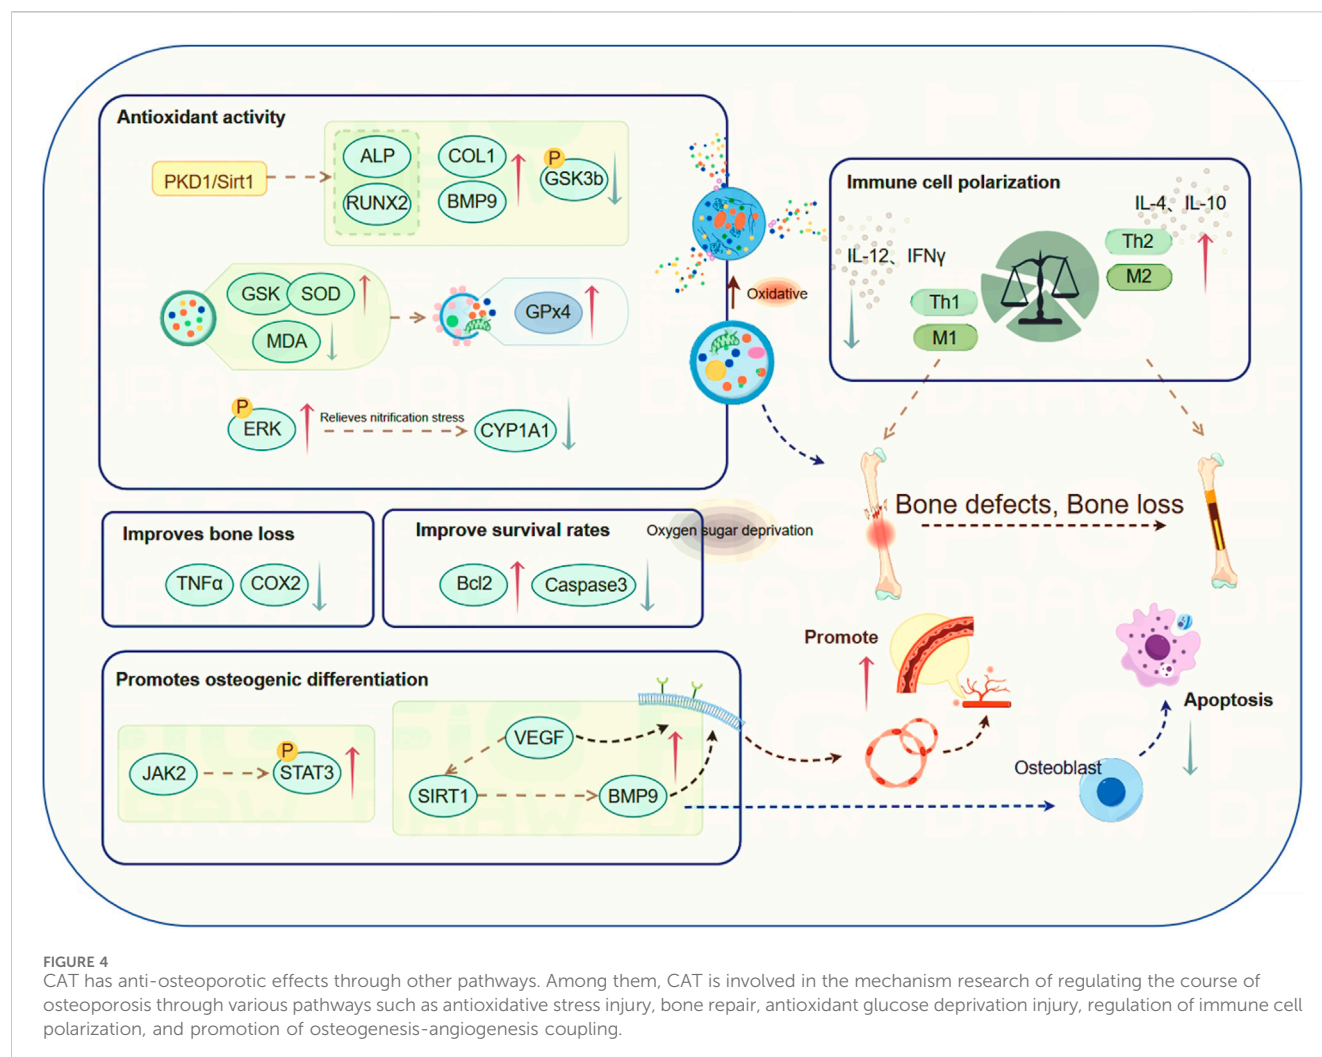 Antioxidant activity
PKD1/Sirt1
ALP
RUNX2
COL1
BMP9
P
GSK3b
GSK
SOD
MDA
GPx4
P
ERK
Relieves nitrification stress
CYP1A1
Oxidative
Immune cell polarization
IL-4、IL-10
IL-12、IFNγ
Th2
M2
Th1
M1
Improves bone loss
TNFα
COX2
Improve survival rates
Bcl2
Caspase3
Oxygen sugar deprivation
Bone defects, Bone loss
Promotes osteogenic differentiation
JAK2
P
STAT3
VEGF
SIRT1
BMP9
Promote
Osteoblast
Apoptosis
FIGURE 4
CAT has anti-osteoporotic effects through other pathways. Among them, CAT is involved in the mechanism research of regulating the course of
osteoporosis through various pathways such as antioxidative stress injury, bone repair, antioxidant glucose deprivation injury, regulation of immune cell
polarization, and promotion of osteogenesis-angiogenesis coupling.